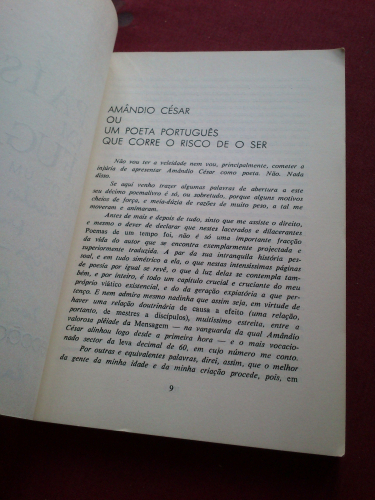 AMÂNDIO CÉSAR
OU
UM POETA PORTUGUÊS
QUE CORRE O RISCO DE O SER
Não vou ter a veleidade nem vou, principalmente, cometer a
injúria de apresentar Amândio César como poeta. Não. Nada
disso.
Se aqui venho trazer algumas palavras de abertura a este
seu décimo poemalivro é só, ou sobretudo, porque alguns motivos
cheios de força, e meia-dúzia de razões de muito peso, a tal me
moveram e animaram.
Antes de mais e depois de tudo, sinto que me assiste o direito,
e mesmo o dever de declarar que nestes lacerados e dilacerantes
Poemas de um tempo foi, não é só uma importante fracção
da vida do autor que se encontra exemplarmente projectada e
superiormente traduzida. A par da sua intranquila história pes-
soal, e em tudo simétrica a ela, o que nestas intensíssimas páginas
de poesia por igual se revê, o que à luz delas se contempla tam-
bém, e por inteiro, é todo um capítulo crucial e cruciante do meu
próprio viático existencial, e do da geração expiatória a que per-
tenço. E nem admiro mesmo nadinha que assim seja, em virtude de
haver uma relação doutrinária de causa a efeito (uma relação,
portanto, de mestres a discípulos), muitíssimo estreita, entre a
valorosa plêiade da Mensagem — na vanguarda da qual Amândio
César alinhou logo desde a primeira hora — e o mais vocacio-
nado sector da leva decimal de 60, em cujo número me conto.
Por outras e equivalentes palavras, direi, assim, que o melhor
da gente da minha idade e da minha criação procede, pois, em
9